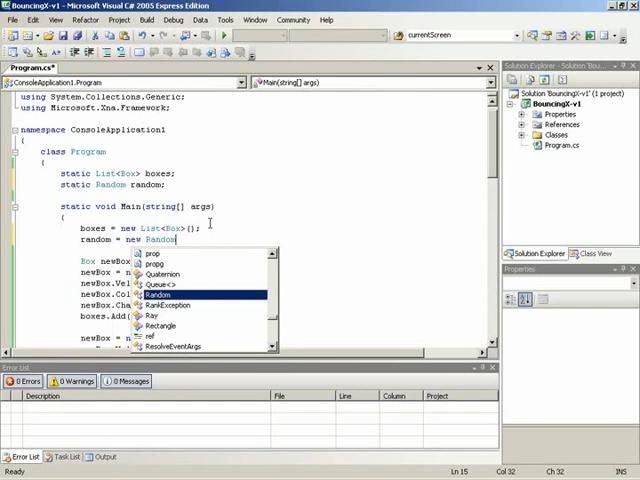 BouncingX-v1 - Microsoft Visual C# 2005 Express Edition
File Edit View Refactor Project Build Debug Data Tools Window Community Help
currentScreen
Program.cs*
ConsoleApplication1.Program
Main(string[] args)
using System.Collections.Generic;
using Microsoft.Xna.Framework;
namespace ConsoleApplication1
{
class Program
{
static List<Box> boxes;
static Random random;
static void Main(string[] args)
{
boxes = new List<Box>();
random = new Random
Box newBox
newBox = n
newBox.Vel
newBox.Col
newBox.Cha
boxes.Add(
newBox = n
prop
propg
Quaternion
Queue<>
Random
RankException
Ray
Rectangle
ref
ResolveEventArgs
Solution Explorer - Solution 'Bou...
Solution 'BouncingX-v1' (1 project)
BouncingX-v1
Properties
References
Classes
Program.cs
Solution Explorer
Class View
Properties
Error List
0 Errors
0 Warnings
0 Messages
Description File Line Column Project
Error List
Task List
Output
Ready
Ln 15 Col 32 Ch 32 INS